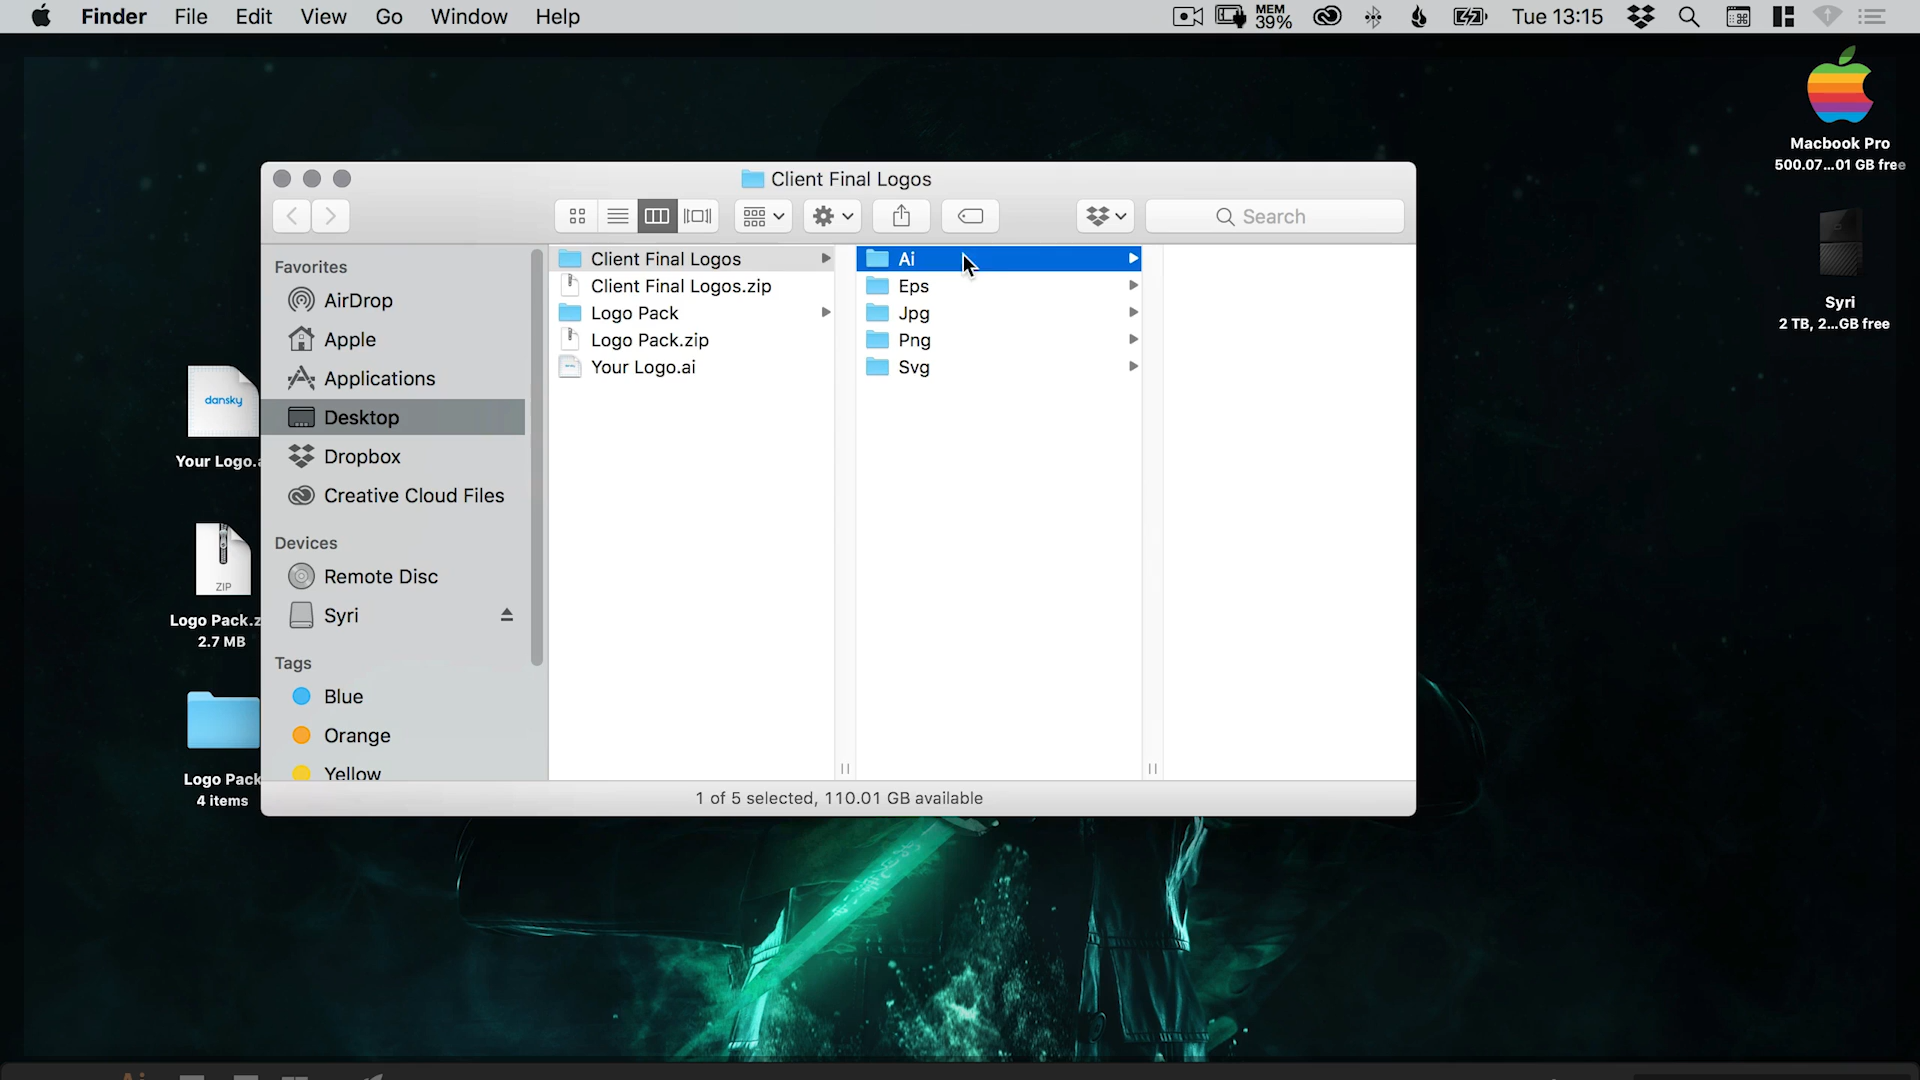 Finder File Edit View Go Window Help MEM 39% Tue 13:15
Macbook Pro
500.07...01 GB free
Syri
2 TB, 2...GB free
dansky
Your Logo.a
ZIP
Logo Pack.z
2.7 MB
Logo Pack
4 items
Client Final Logos
Search
Favorites
AirDrop
Apple
Applications
Desktop
Dropbox
Creative Cloud Files
Devices
Remote Disc
Syri
Tags
Blue
Orange
Yellow
Client Final Logos
Client Final Logos.zip
Logo Pack
Logo Pack.zip
Your Logo.ai
Ai
Eps
Jpg
Png
Svg
1 of 5 selected, 110.01 GB available
Ai